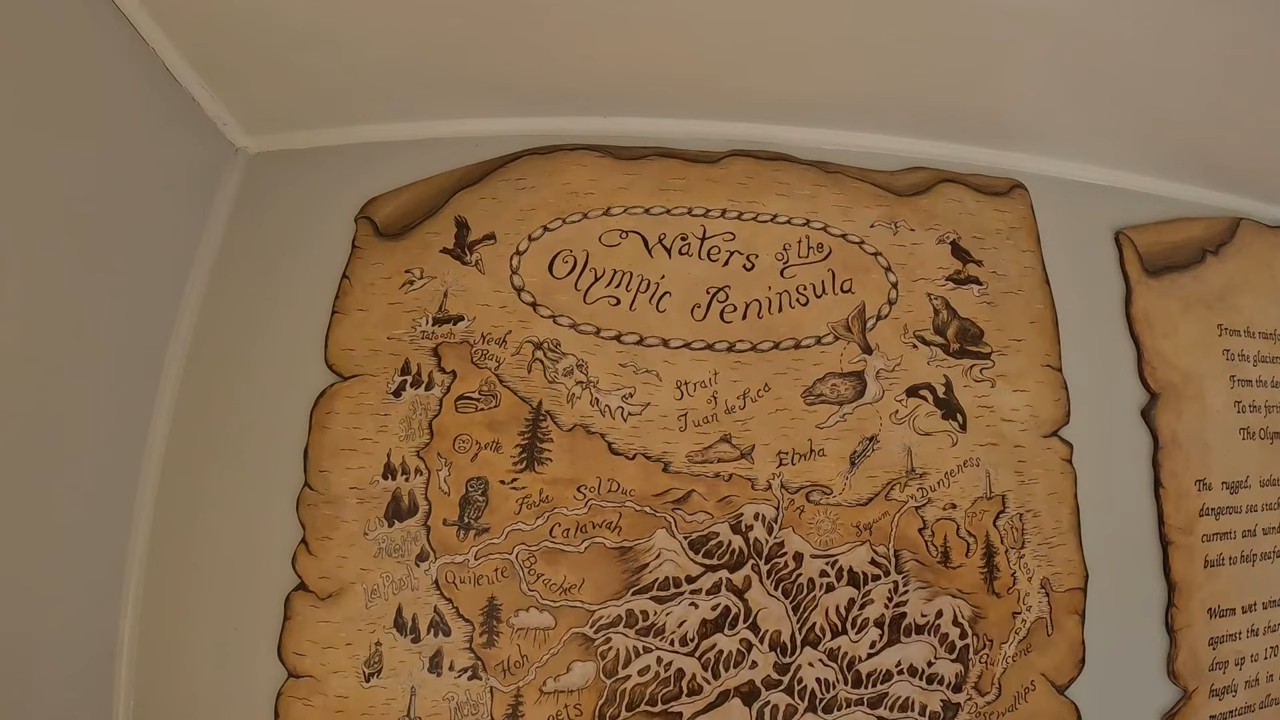 Waters of the
Olympic Peninsula
Tatoosh
Neah
Bay
Strait
of
Juan de Fuca
Ozette
Elwha
Dungeness
Forks
Sol Duc
P A
Sequim
P T
Calawah
Rialto
La Push
Quileute
Bogachel
Hoh
Ruby
Quilcene
Dosewallips
From the rainfo
To the glacier
From the de
To the ferti
The Olym
The rugged, isolat
dangerous sea stack
currents and wind
built to help seafa
Warm wet wind
against the shar
drop up to 170
hugely rich in
mountains allow